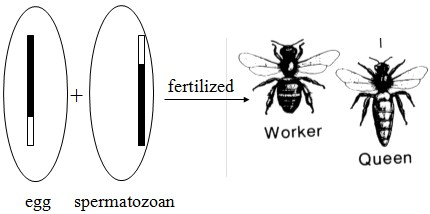 +
fertilized
Worker
Queen
egg
spermatozoan